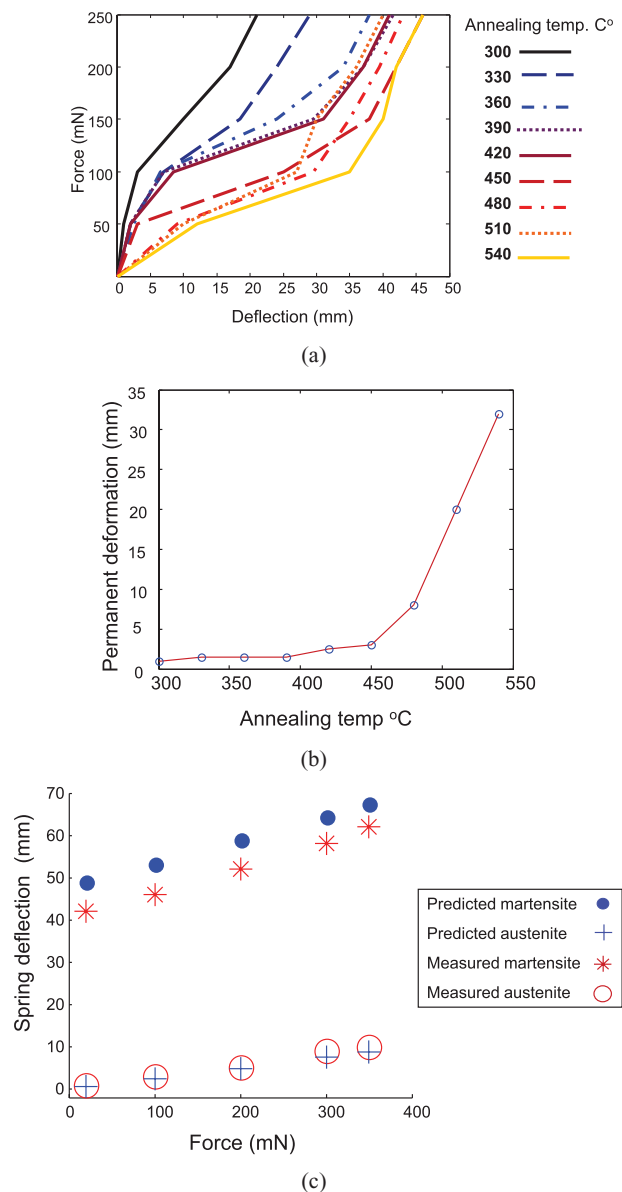 Annealing temp. Cº
300
330
360
390
420
450
480
510
540
Force (mN)
250
200
150
100
50
0 5 10 15 20 25 30 35 40 45 50
Deflection (mm)
(a)
Permanent deformation (mm)
35
30
25
20
15
10
5
0
300 350 400 450 500 550
Annealing temp ºC
(b)
Spring deflection (mm)
70
60
50
40
30
20
10
0
0 100 200 300 400
Force (mN)
Predicted martensite
Predicted austenite
Measured martensite
Measured austenite
(c)